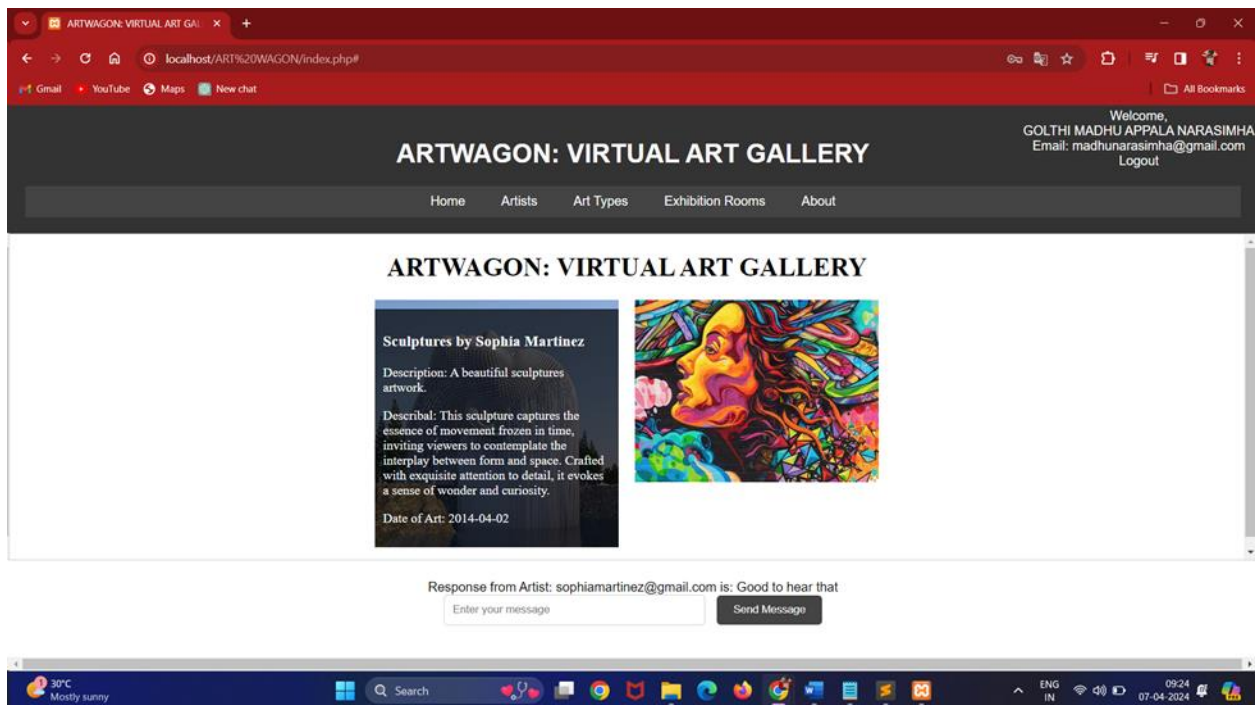 ARTWAGON: VIRTUAL ART GAL
localhost/ART%20WAGON/index.php#
Gmail YouTube Maps New chat All Bookmarks
Welcome,
GOLTHI MADHU APPALA NARASIMHA
Email: madhunarasimha@gmail.com
Logout
ARTWAGON: VIRTUAL ART GALLERY
Home Artists Art Types Exhibition Rooms About
ARTWAGON: VIRTUAL ART GALLERY
Sculptures by Sophia Martinez
Description: A beautiful sculptures
artwork.
Describal: This sculpture captures the
essence of movement frozen in time,
inviting viewers to contemplate the
interplay between form and space. Crafted
with exquisite attention to detail, it evokes
a sense of wonder and curiosity.
Date of Art: 2014-04-02
Response from Artist: sophiamartinez@gmail.com is: Good to hear that
Enter your message Send Message
30°C
Mostly sunny
Search
ENG
IN
09:24
07-04-2024